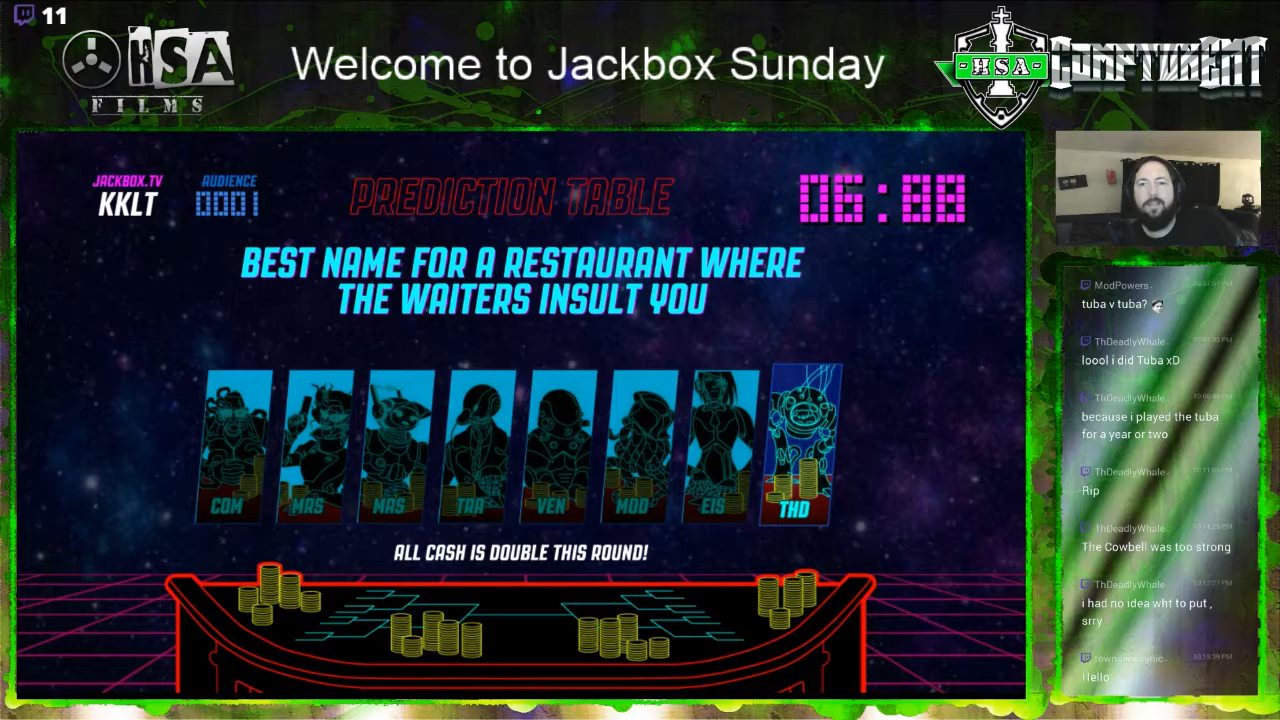 11
HSA
FILMS
Welcome to Jackbox Sunday
-HSA-
JACKBOX.TV
KKLT
AUDIENCE
0001
PREDICTION TABLE
06:88
BEST NAME FOR A RESTAURANT WHERE
THE WAITERS INSULT YOU
COM
MAS
MAS
TRA
VEN
MOD
EIS
THD
ALL CASH IS DOUBLE THIS ROUND!
ModPowers
tuba v tuba?
ThDeadlyWhale
loool i did Tuba xD
ThDeadlyWhale
because i played the tuba
for a year or two
ThDeadlyWhale
Rip
ThDeadlyWhale
The Cowbell was too strong
ThDeadlyWhale
i had no idea wht to put ,
srry
Hello